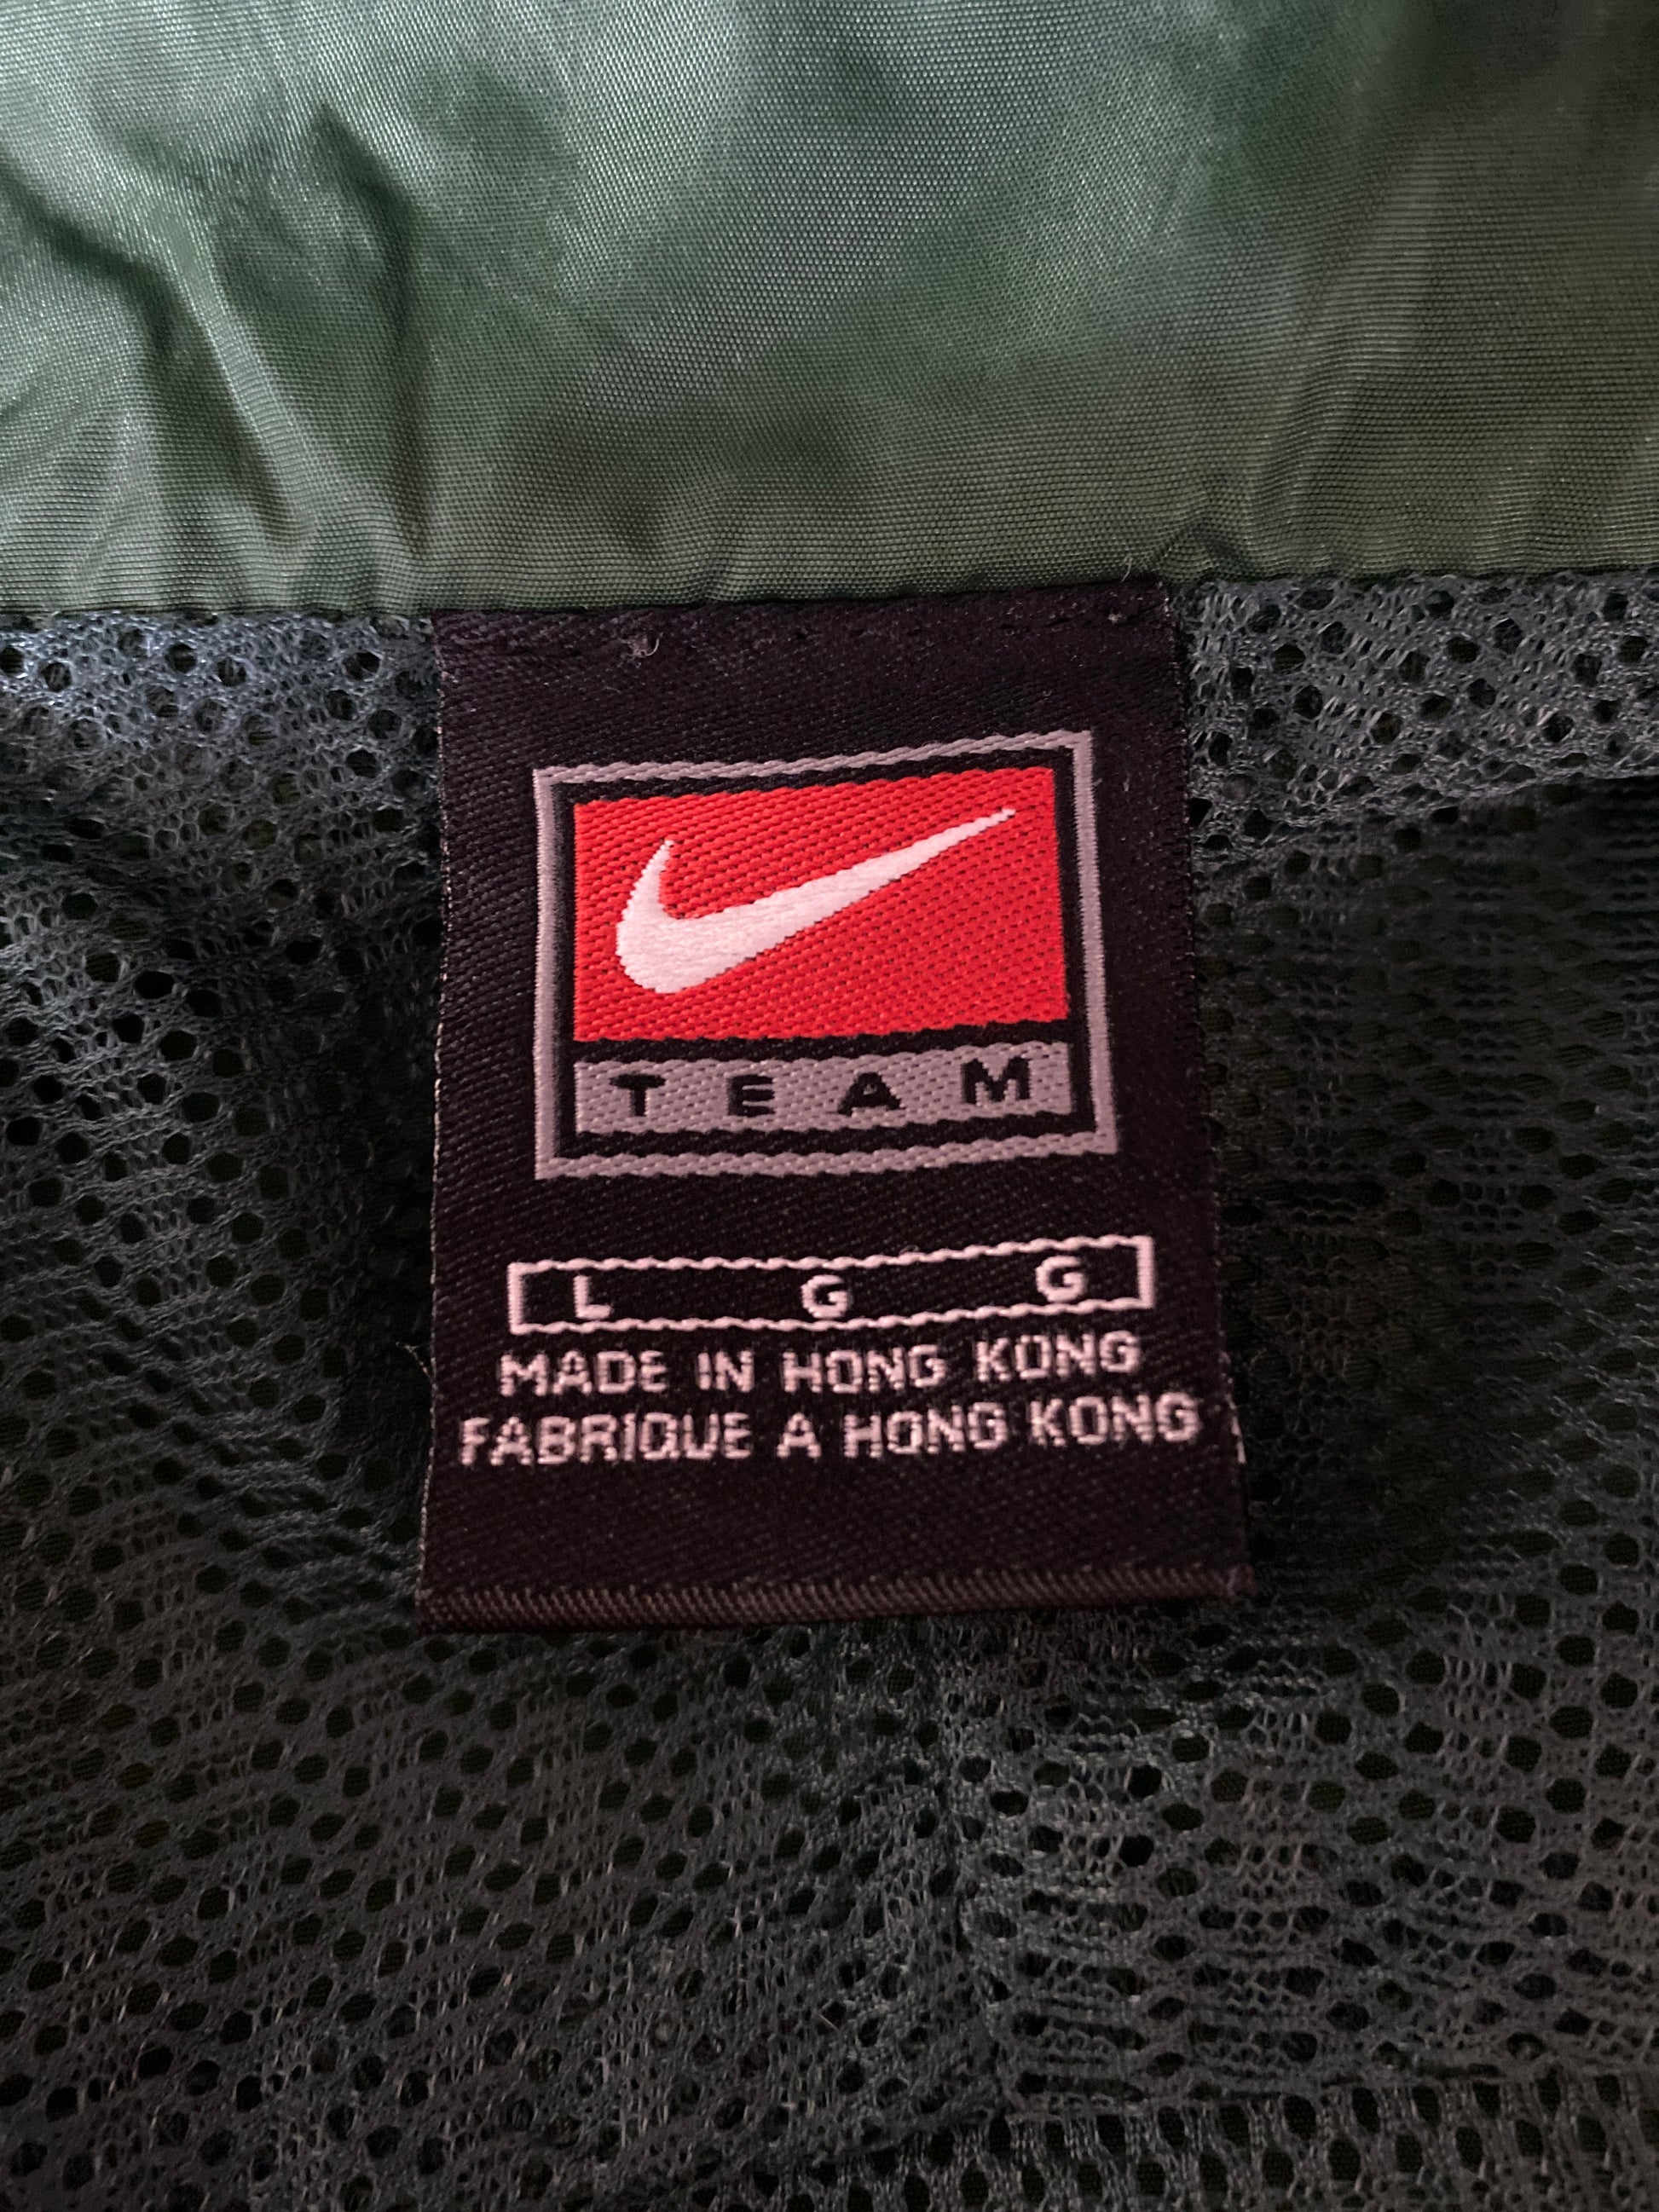 TEAM
L G G
MADE IN HONG KONG
FABRIQUE A HONG KONG